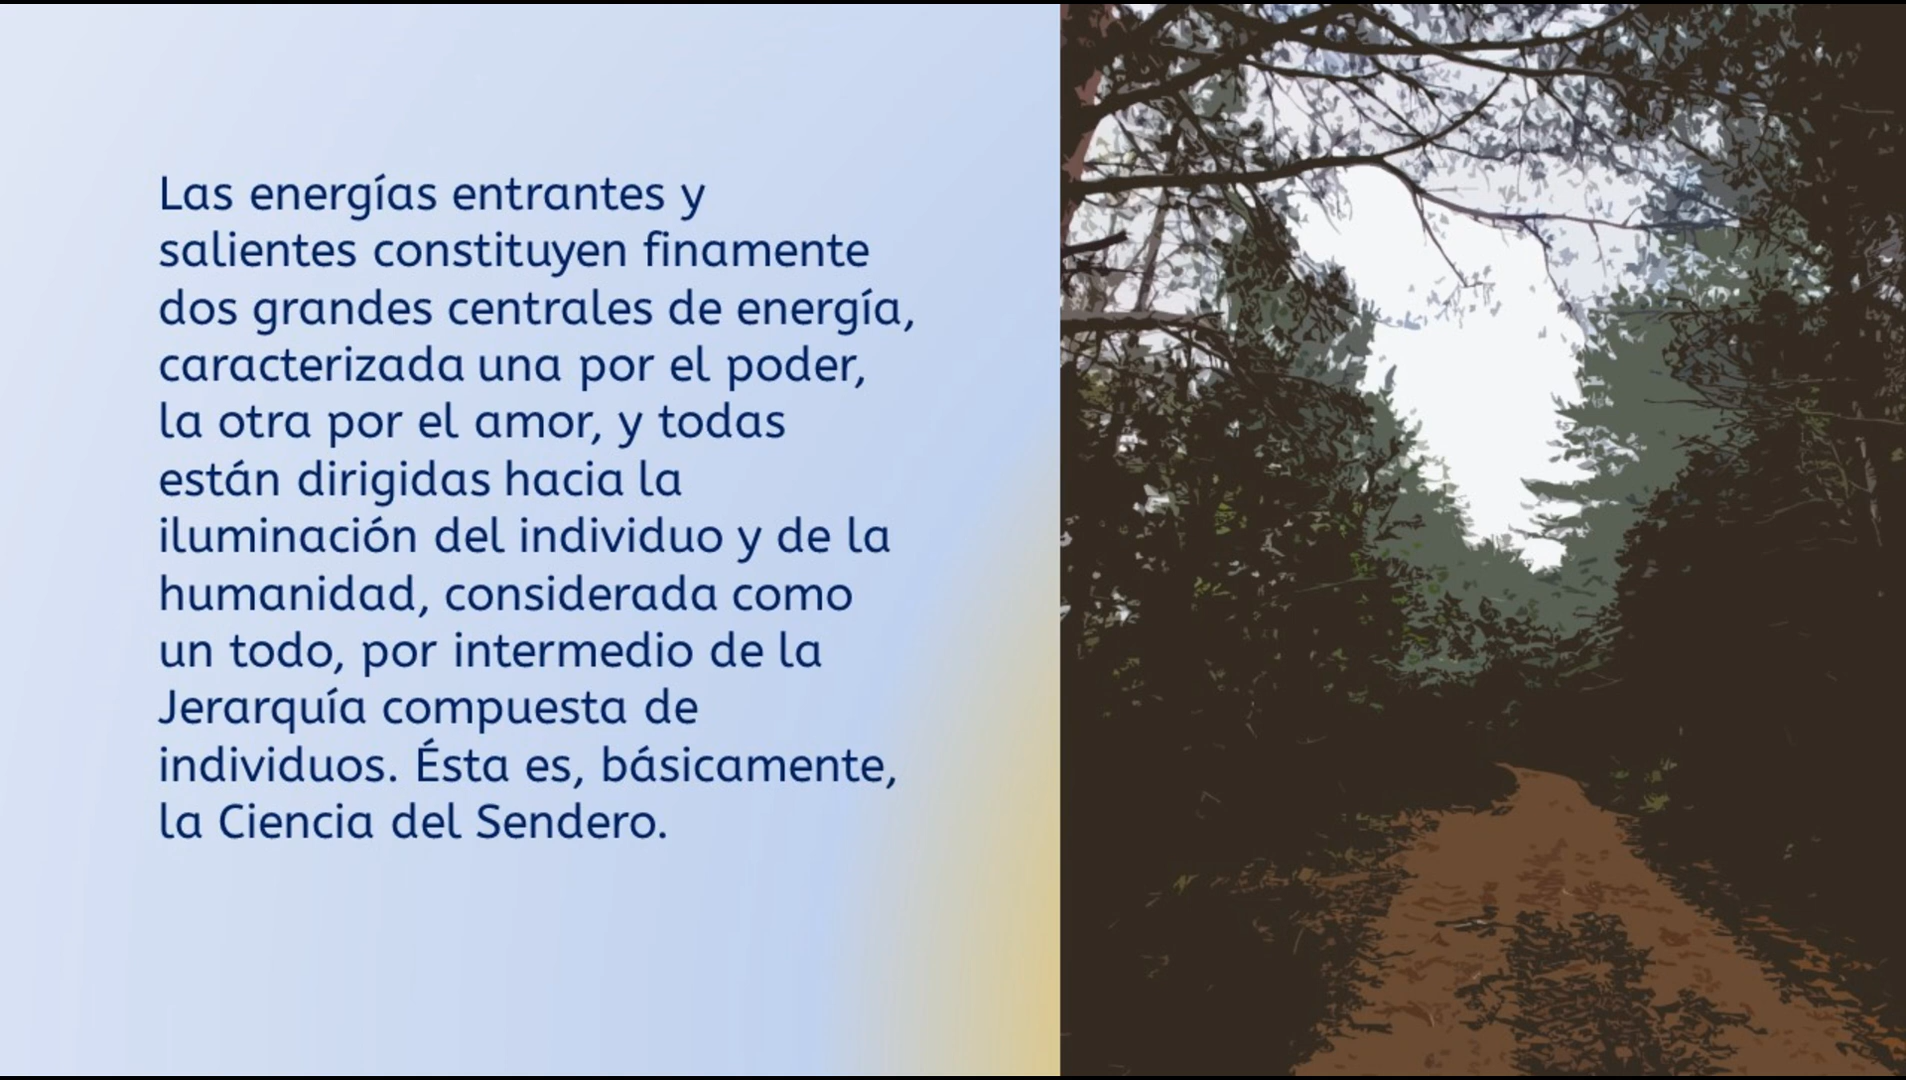 Las energías entrantes y
salientes constituyen finamente
dos grandes centrales de energía,
caracterizada una por el poder,
la otra por el amor, y todas
están dirigidas hacia la
iluminación del individuo y de la
humanidad, considerada como
un todo, por intermedio de la
Jerarquía compuesta de
individuos. Ésta es, básicamente,
la Ciencia del Sendero.